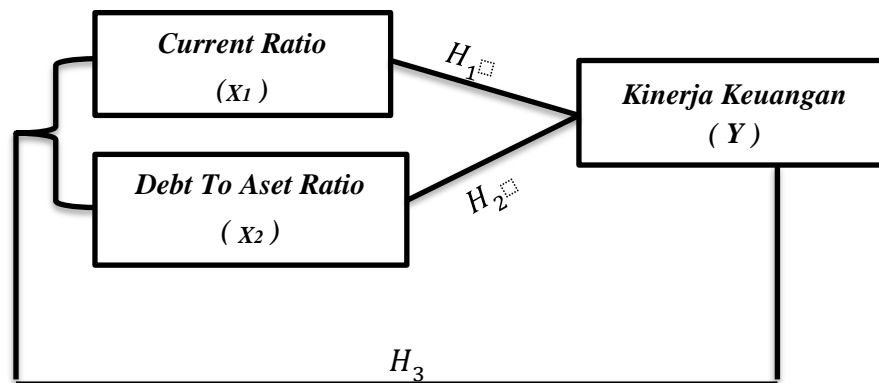 Current Ratio
(X1 )
H1
Kinerja Keuangan
( Y )
Debt To Aset Ratio
( X2 )
H2
H3